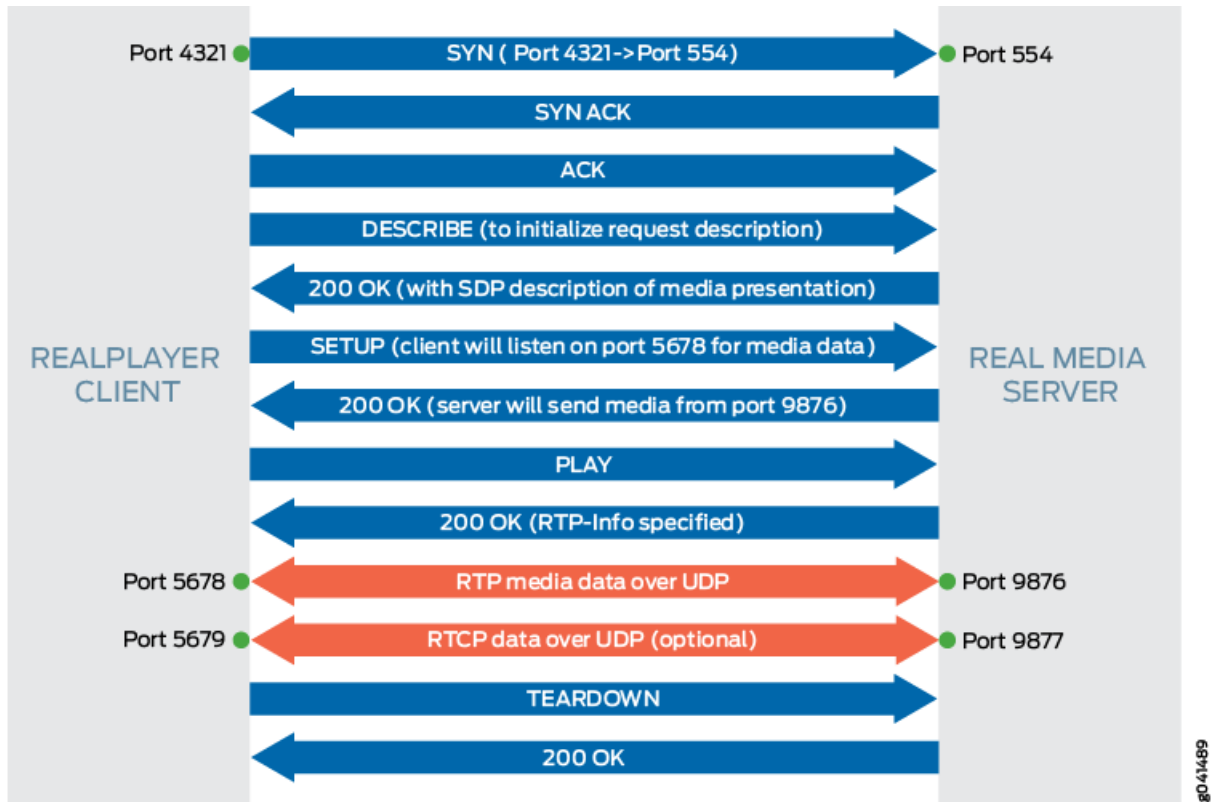 Port 4321
SYN ( Port 4321->Port 554)
Port 554
SYN ACK
ACK
DESCRIBE (to initialize request description)
200 OK (with SDP description of media presentation)
REALPLAYER
CLIENT
SETUP (client will listen on port 5678 for media data)
REAL MEDIA
SERVER
200 OK (server will send media from port 9876)
PLAY
200 OK (RTP-Info specified)
Port 5678
RTP media data over UDP
Port 9876
Port 5679
RTCP data over UDP (optional)
Port 9877
TEARDOWN
200 OK
g041489